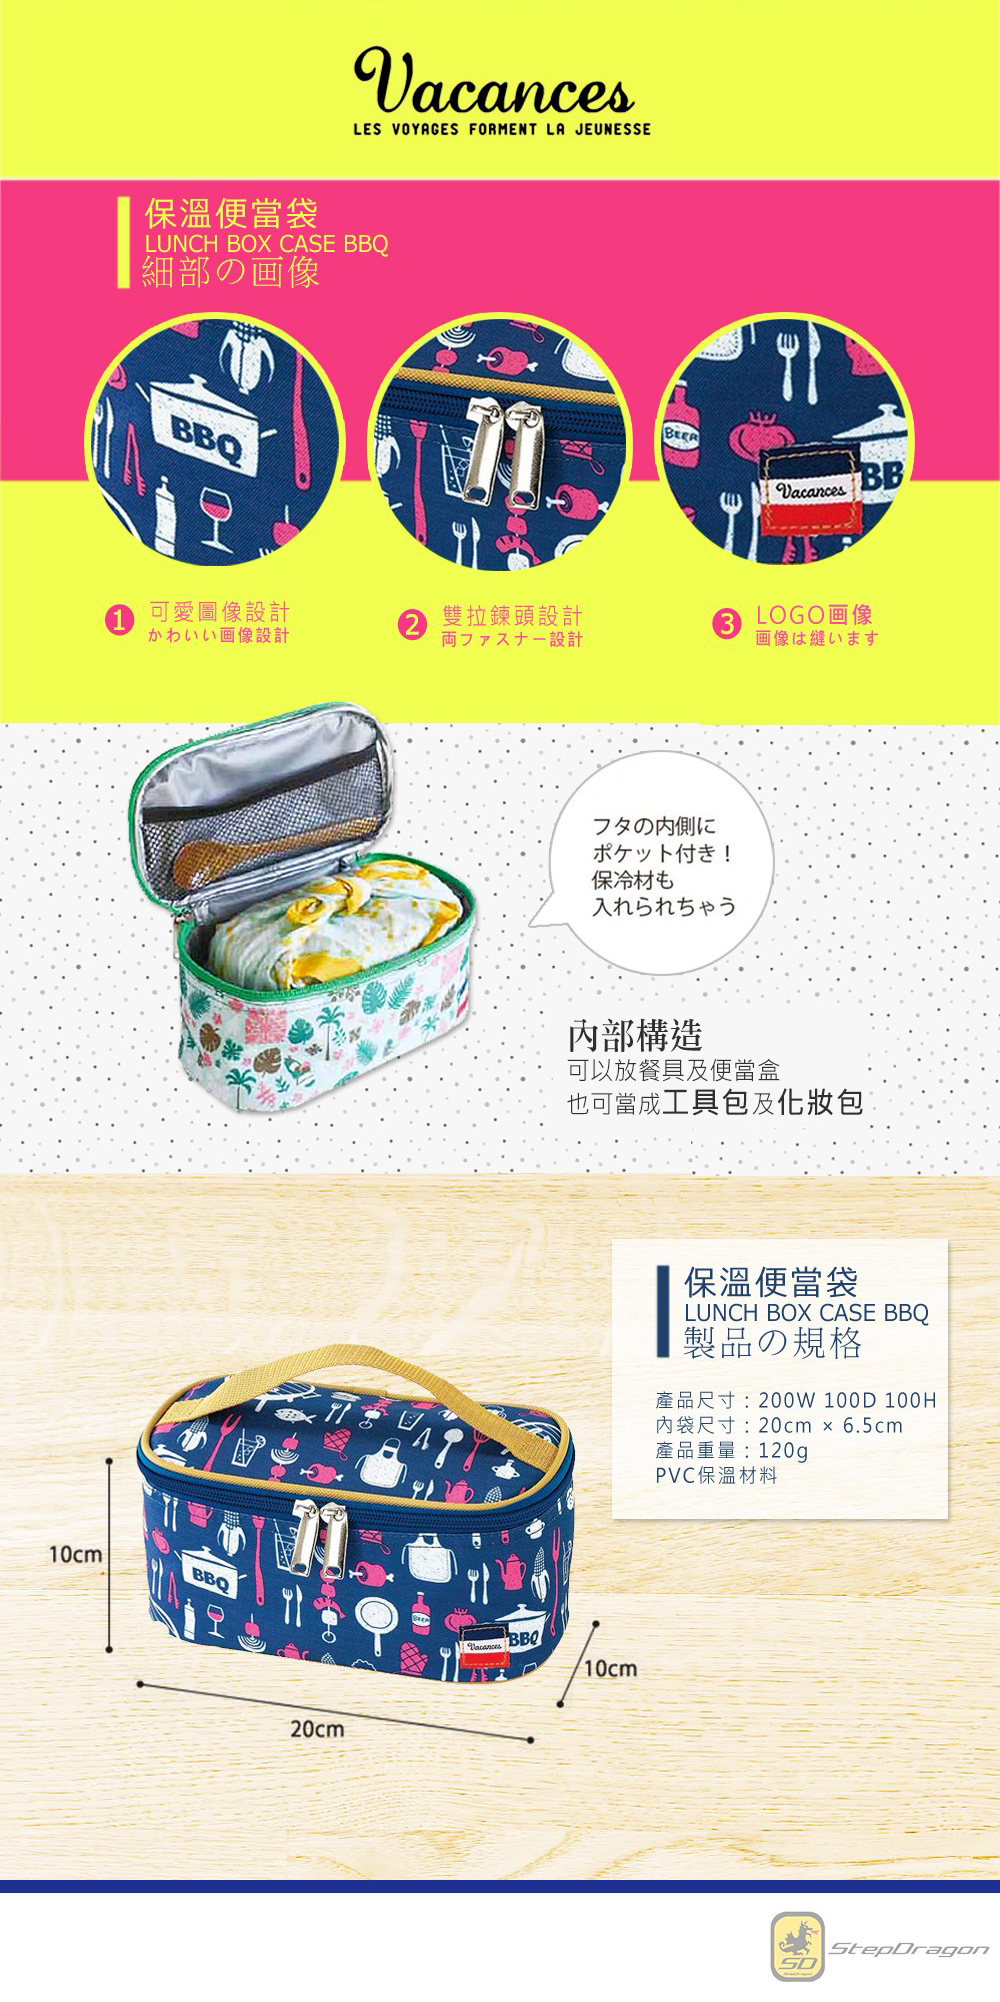 Vacances
LES VOYAGES FORMENT LA JEUNESSE
保溫便當袋
LUNCH BOX CASE BBQ
細部の画像
BBQ
BEER
BB
Vacances
1 可愛圖像設計
かわいい画像設計
2 雙拉鍊頭設計
両ファスナー設計
3 LOGO画像
画像は縫います
フタの内側に
ポケット付き！
保冷材も
入れられちゃう
內部構造
可以放餐具及便當盒
也可當成工具包及化妝包
保溫便當袋
LUNCH BOX CASE BBQ
製品の規格
產品尺寸：200W 100D 100H
內袋尺寸：20cm × 6.5cm
產品重量：120g
PVC保溫材料
10cm
BBQ
BEER
Vacances
BBQ
10cm
20cm
SD
StepDragon